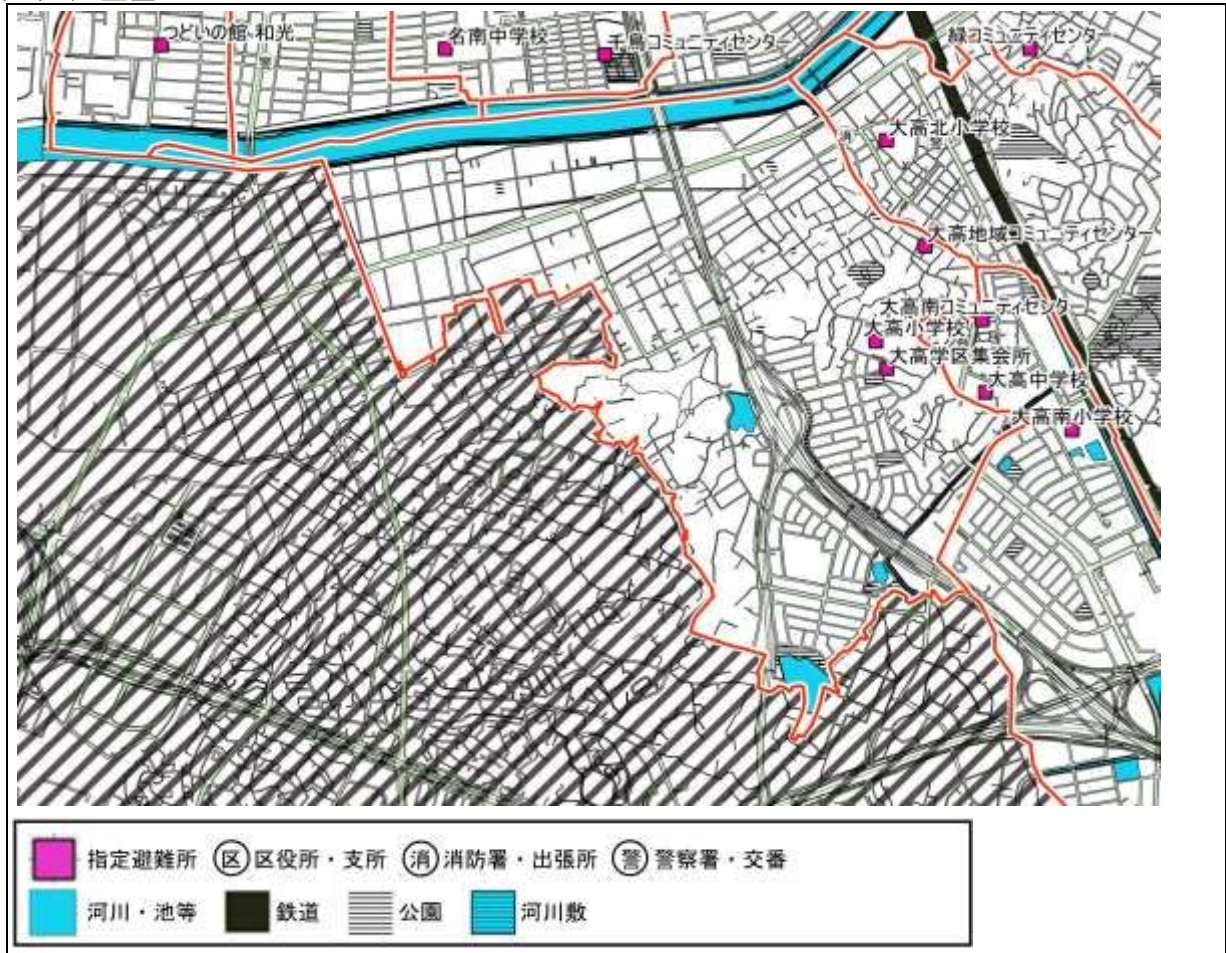 つどいの館 和光
名南中学校
千鳥コミュニティセンター
緑コミュニティセンター
警
消
大高北小学校
警
大高地域コミュニティセンター
大高南コミュニティセンタ
大高小学校
大高学区集会所
大高中学校
大高南小学校
指定避難所 区 区役所・支所 消 消防署・出張所 警 警察署・交番
河川・池等 鉄道 公園 河川敷